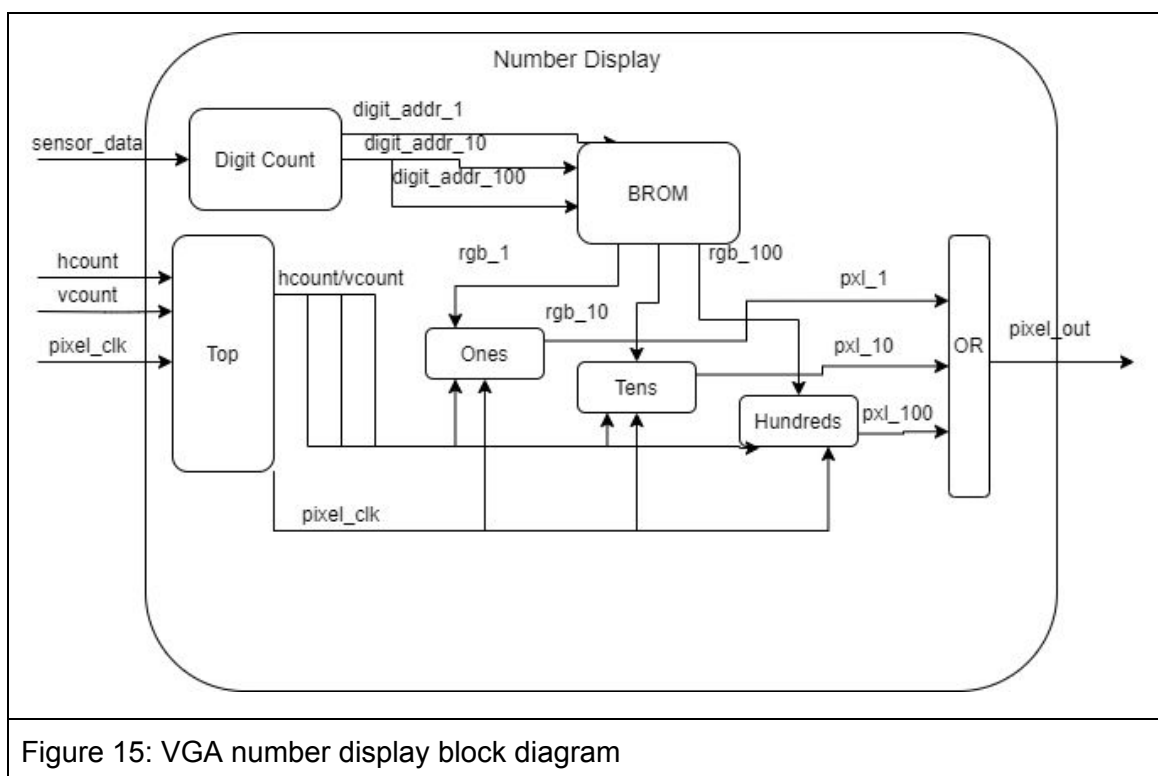 Number Display
digit_addr_1
sensor_data
Digit Count
digit_addr_10
digit_addr_100
BROM
hcount
vcount
pixel_clk
Top
hcount/vcount
rgb_1
rgb_10
rgb_100
Ones
Tens
Hundreds
pxl_1
pxl_10
pxl_100
OR
pixel_out
pixel_clk
Figure 15: VGA number display block diagram